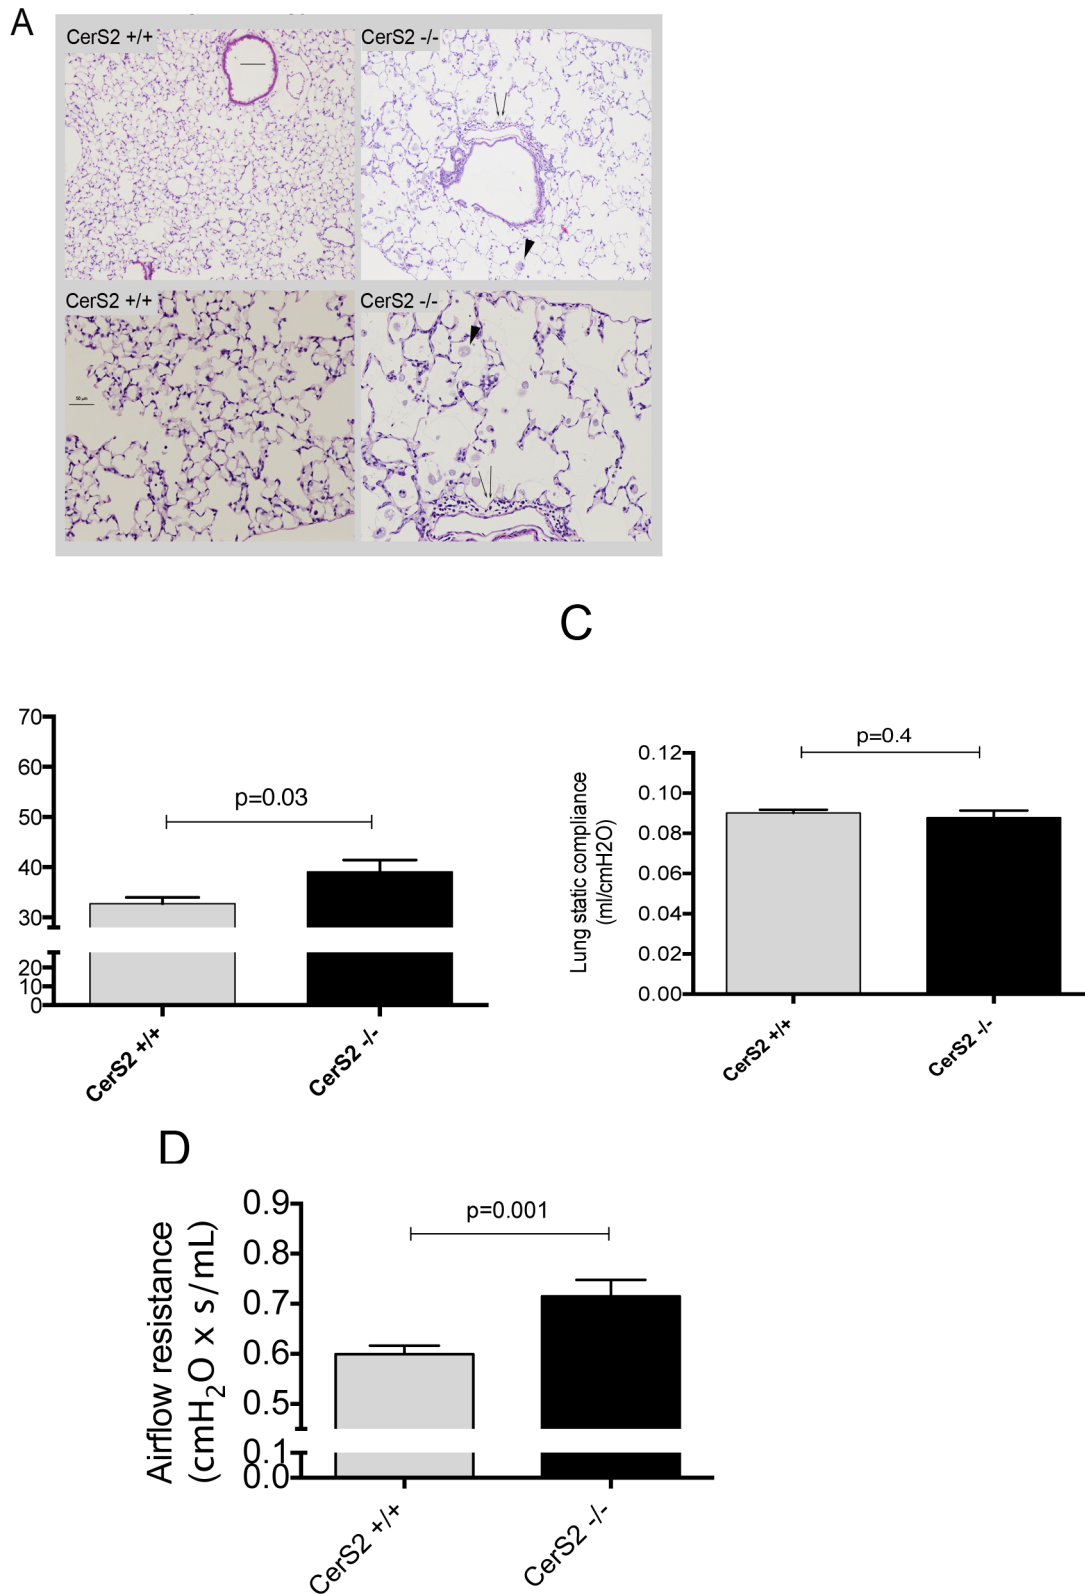 A
CerS2 +/+
CerS2 -/-
CerS2 +/+
CerS2 -/-
50 µm
C
70
60
50
40
30
20
10
0
p=0.03
CerS2 +/+
CerS2 -/-
Lung static compliance
(ml/cmH2O)
0.12
0.10
0.08
0.06
0.04
0.02
0.00
p=0.4
CerS2 +/+
CerS2 -/-
D
Airflow resistance
(cmH2O x s/mL)
0.9
0.8
0.7
0.6
0.5
0.1
0.0
p=0.001
CerS2 +/+
CerS2 -/-